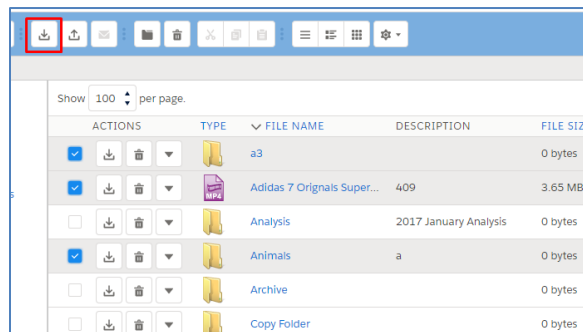 Show 100 per page.
ACTIONS TYPE FILE NAME DESCRIPTION FILE SIZ
a3 0 bytes
MP4 Adidas 7 Orignals Super... 409 3.65 MB
Analysis 2017 January Analysis 0 bytes
Animals a 0 bytes
Archive 0 bytes
Copy Folder 0 bytes